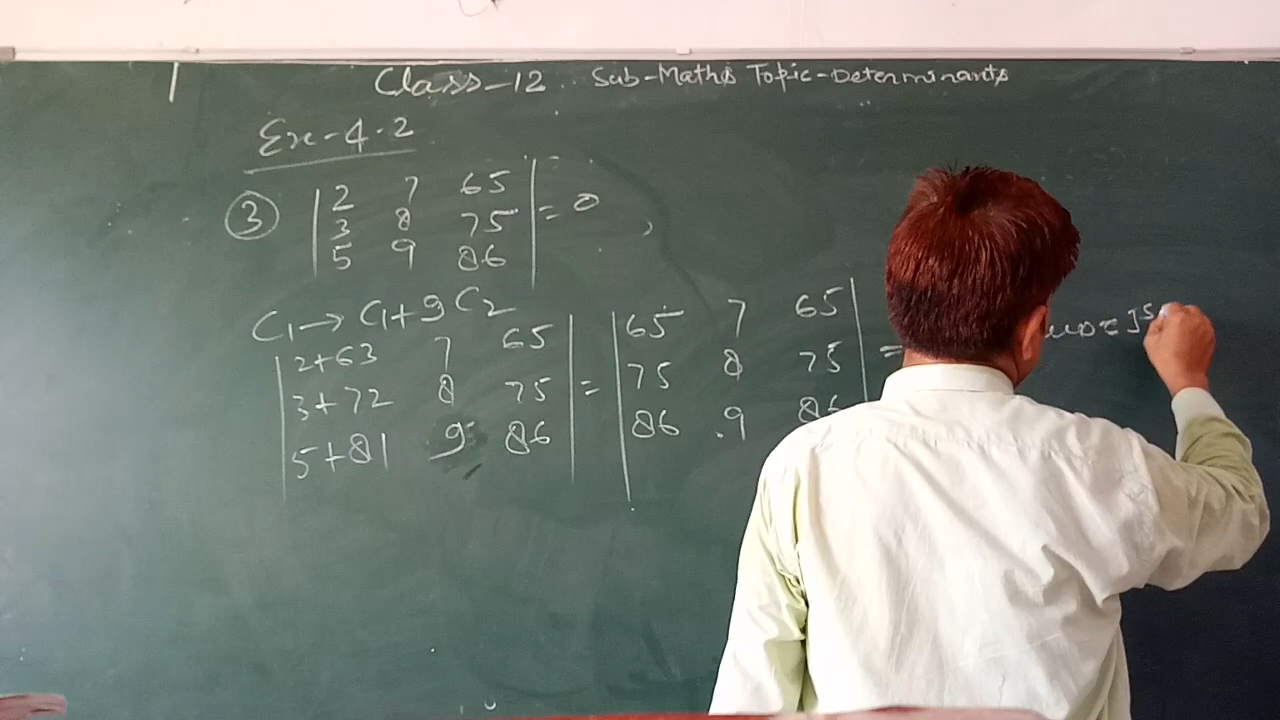 Class-12 Sub-Maths Topic-Determinants
Ex-4.2
③ | 2 7 65 |
| 3 8 75 | = 0
| 5 9 86 |
C1→ C1+9C2
| 2+63 7 65 | | 65 7 65 |
| 3+72 8 75 | = | 75 8 75 | =
| 5+81 9 86 | | 86 9 86